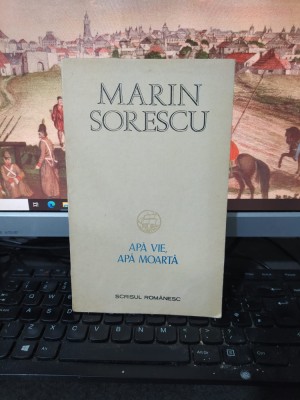 MARIN
SORESCU
APĂ VIE,
APĂ MOARTĂ
SCRISUL ROMÂNESC